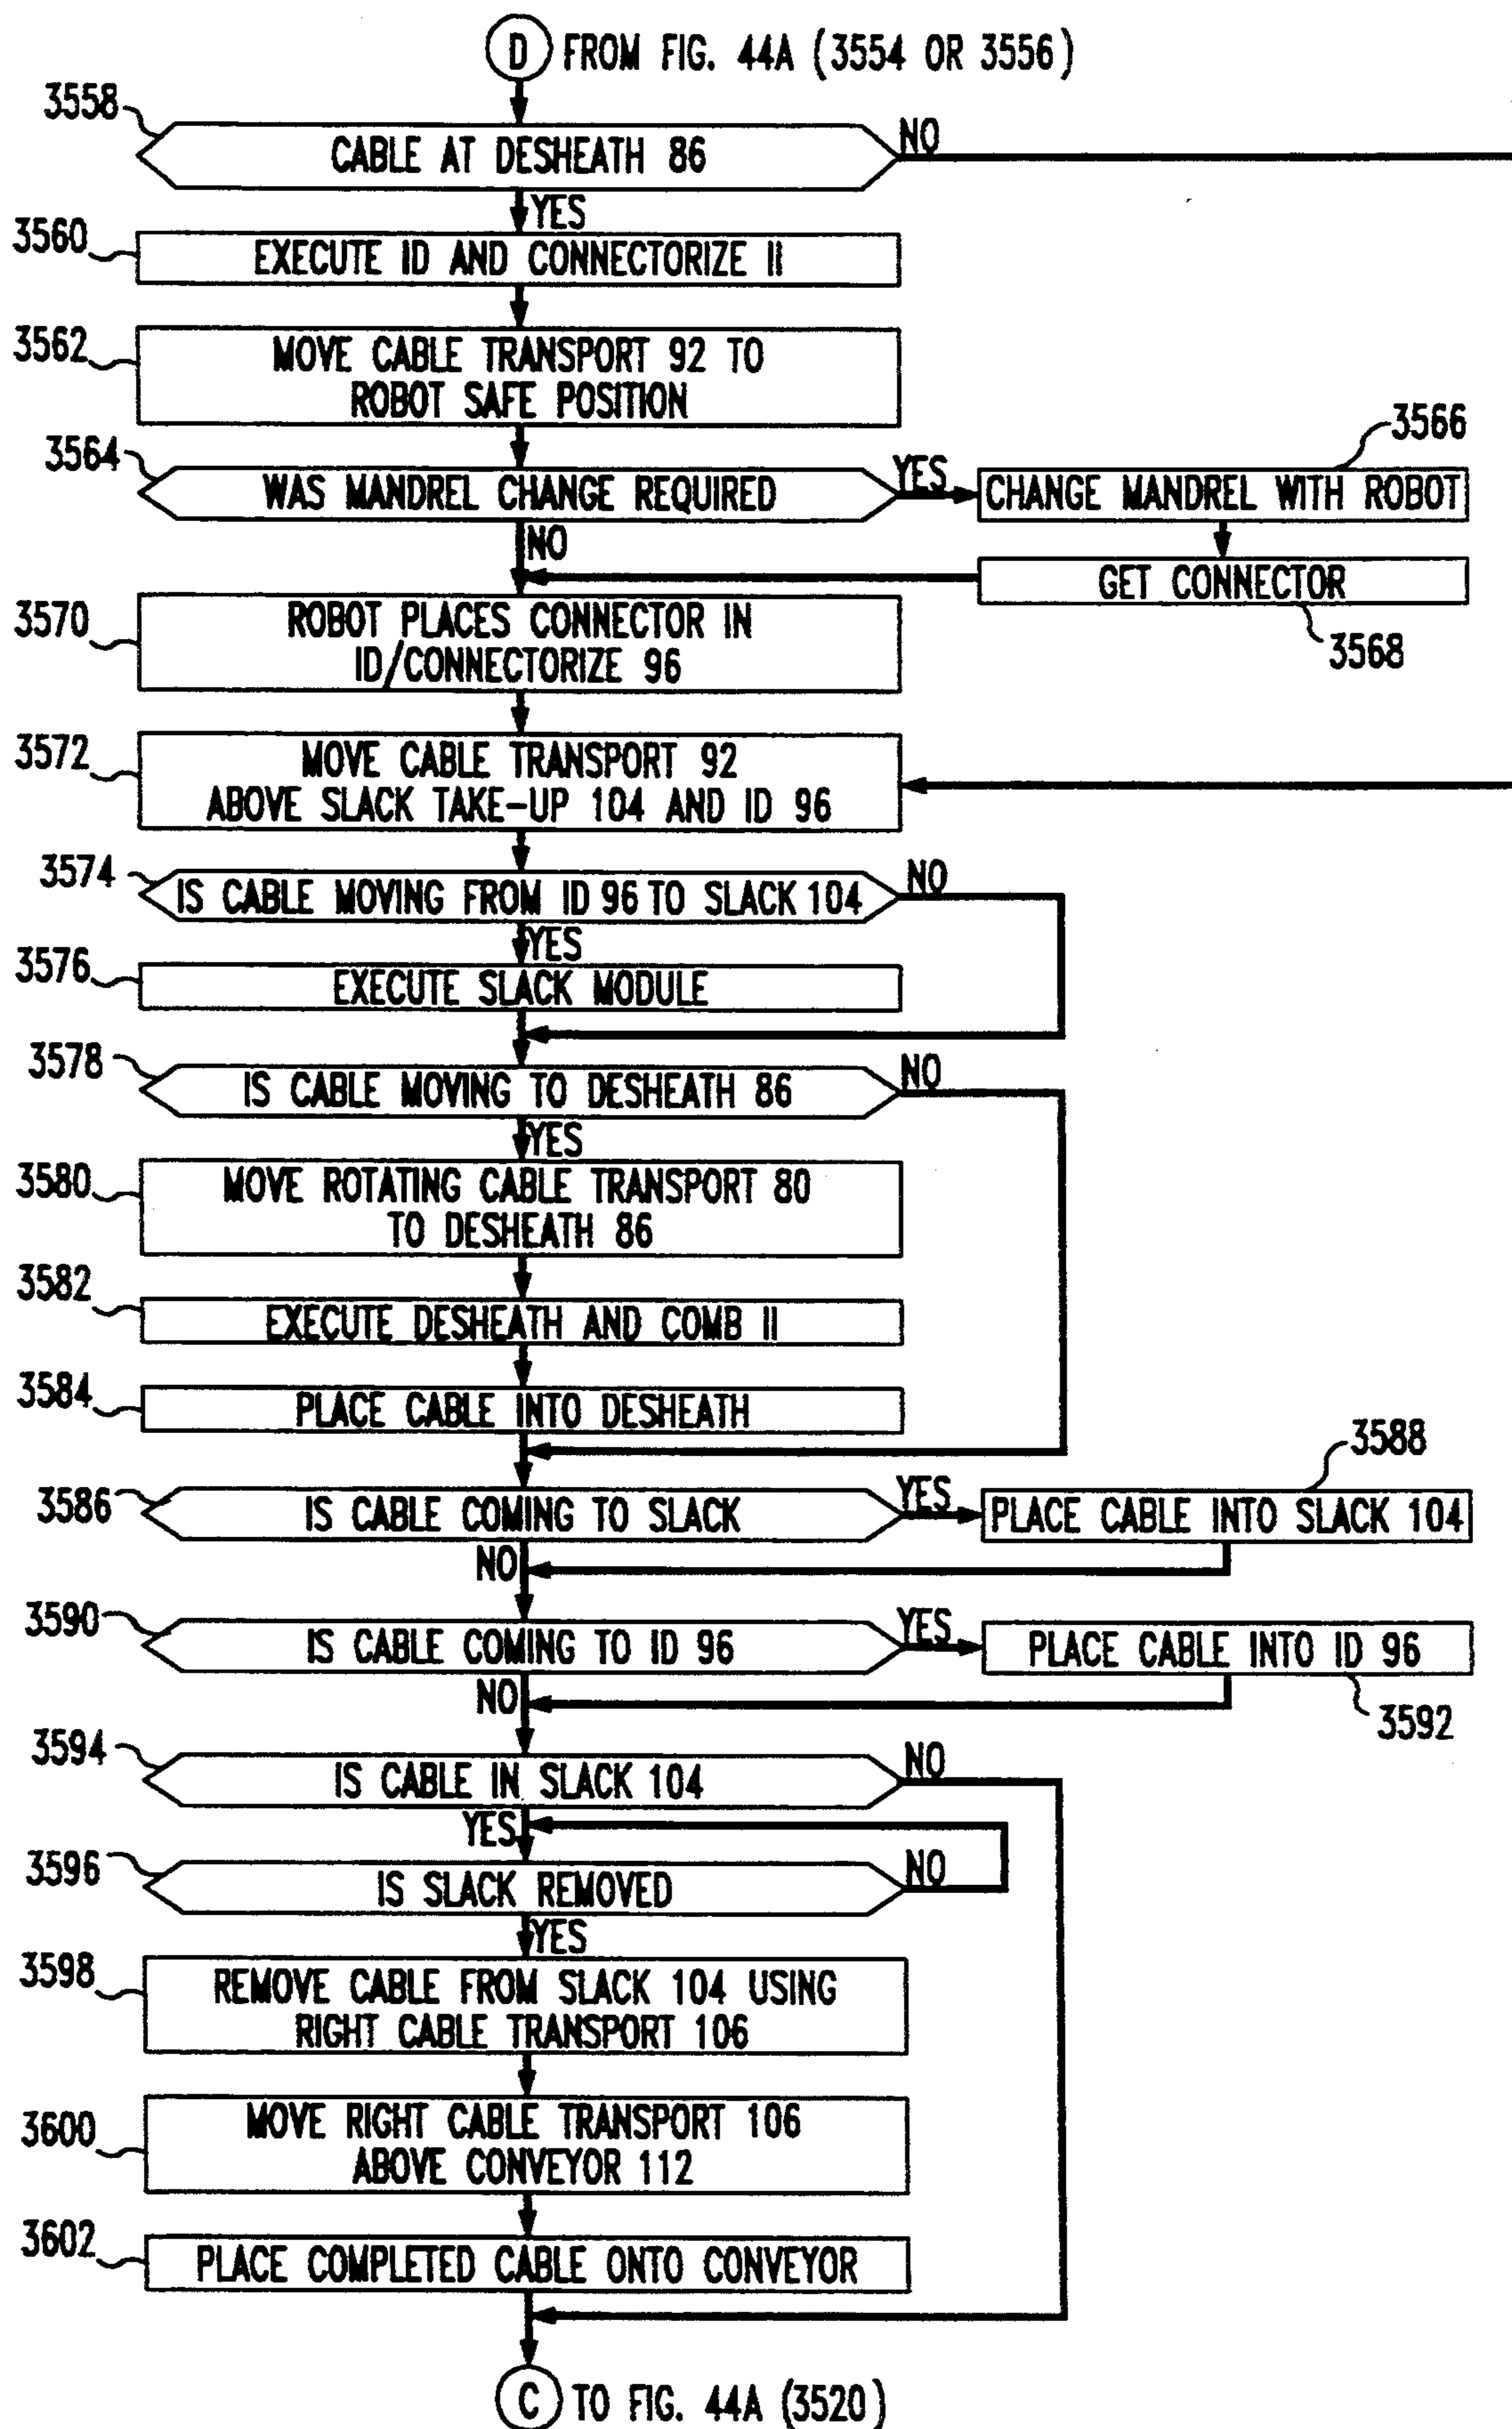 D FROM FIG. 44A (3554 OR 3556)
3558
CABLE AT DESHEATH 86
NO
YES
3560
EXECUTE ID AND CONNECTORIZE II
3562
MOVE CABLE TRANSPORT 92 TO
ROBOT SAFE POSITION
3564
WAS MANDREL CHANGE REQUIRED
YES
3566
CHANGE MANDREL WITH ROBOT
NO
GET CONNECTOR
3568
3570
ROBOT PLACES CONNECTOR IN
ID/CONNECTORIZE 96
3572
MOVE CABLE TRANSPORT 92
ABOVE SLACK TAKE-UP 104 AND ID 96
3574
IS CABLE MOVING FROM ID 96 TO SLACK 104
NO
YES
3576
EXECUTE SLACK MODULE
3578
IS CABLE MOVING TO DESHEATH 86
NO
YES
3580
MOVE ROTATING CABLE TRANSPORT 80
TO DESHEATH 86
3582
EXECUTE DESHEATH AND COMB II
3584
PLACE CABLE INTO DESHEATH
3586
IS CABLE COMING TO SLACK
YES
3588
PLACE CABLE INTO SLACK 104
NO
3590
IS CABLE COMING TO ID 96
YES
PLACE CABLE INTO ID 96
3592
NO
3594
IS CABLE IN SLACK 104
NO
YES
3596
IS SLACK REMOVED
NO
YES
3598
REMOVE CABLE FROM SLACK 104 USING
RIGHT CABLE TRANSPORT 106
3600
MOVE RIGHT CABLE TRANSPORT 106
ABOVE CONVEYOR 112
3602
PLACE COMPLETED CABLE ONTO CONVEYOR
C TO FIG. 44A (3520)